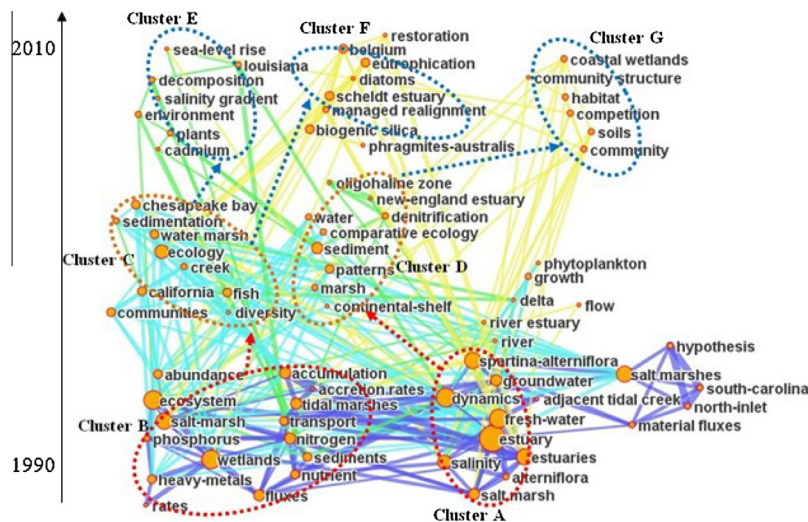 Cluster E
Cluster F
Cluster G
2010
restoration
sea-level rise
belgium
louisiana
eutrophication
coastal wetlands
decomposition
diatoms
community structure
salinity gradient
scheldt estuary
habitat
environment
managed realignment
competition
plants
biogenic silica
soils
cadmium
phragmites-australis
community
oligohaline zone
chesapeake bay
new-england estuary
sedimentation
water
denitrification
water marsh
comparative ecology
ecology
sediment
Cluster C
creek
patterns
Cluster D
phytoplankton
growth
california
fish
marsh
communities
diversity
continental-shelf
delta
flow
river estuary
river
hypothesis
spartina-alterniflora
abundance
accumulation
groundwater
salt marshes
accretion rates
south-carolina
ecosystem
tidal marshes
dynamics
adjacent tidal creek
north-inlet
Cluster B
salt-marsh
transport
fresh-water
material fluxes
phosphorus
nitrogen
estuary
1990
wetlands
sediments
salinity
estuaries
heavy-metals
nutrient
alterniflora
rates
fluxes
salt marsh
Cluster A